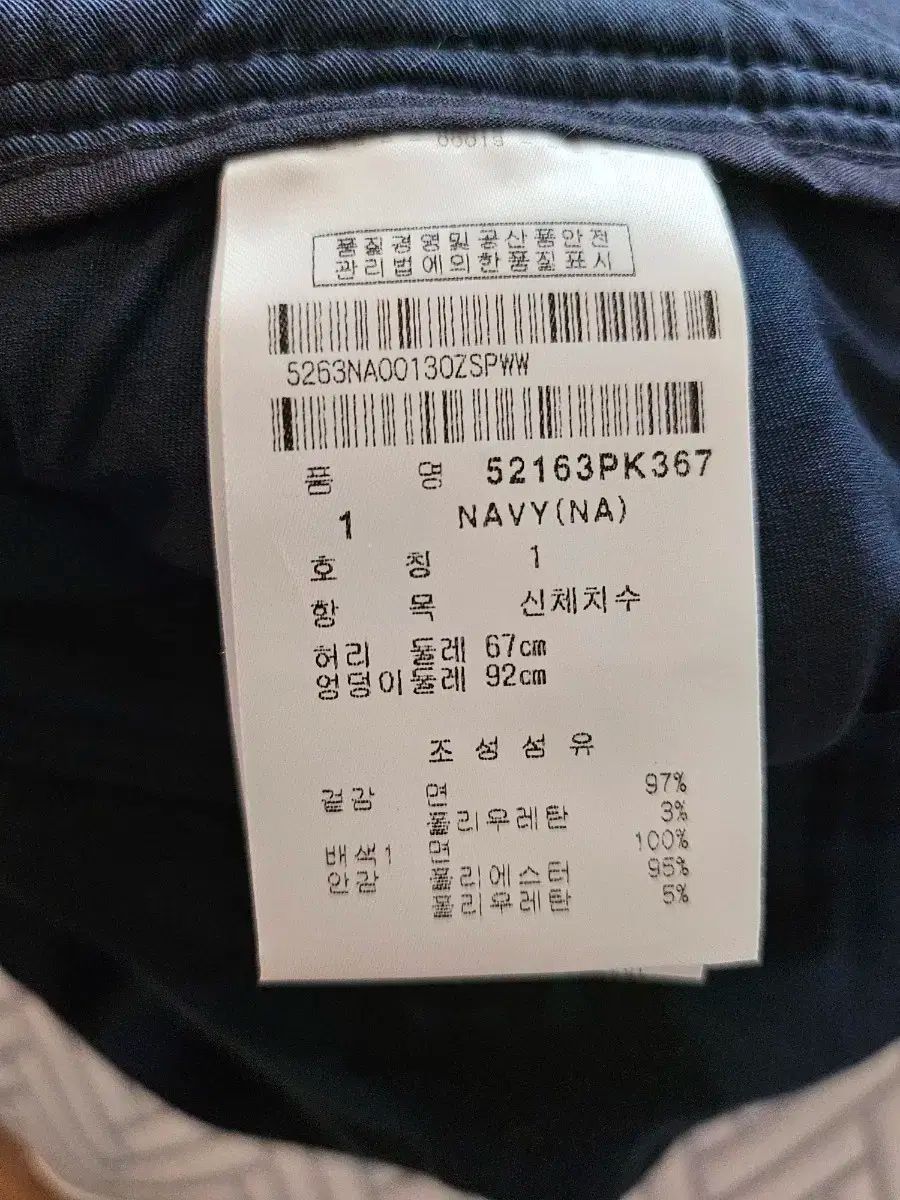 품질경영및공산품안전
관리법에의한품질표시
5263NA00130ZSPWW
품 명 52163PK367
1 NAVY(NA)
호 칭 1
항 목 신체치수
허리 둘레 67cm
엉덩이둘레 92cm
조성섬유
겉감 면 97%
폴리우레탄 3%
배색1 면 100%
안감 폴리에스터 95%
폴리우레탄 5%